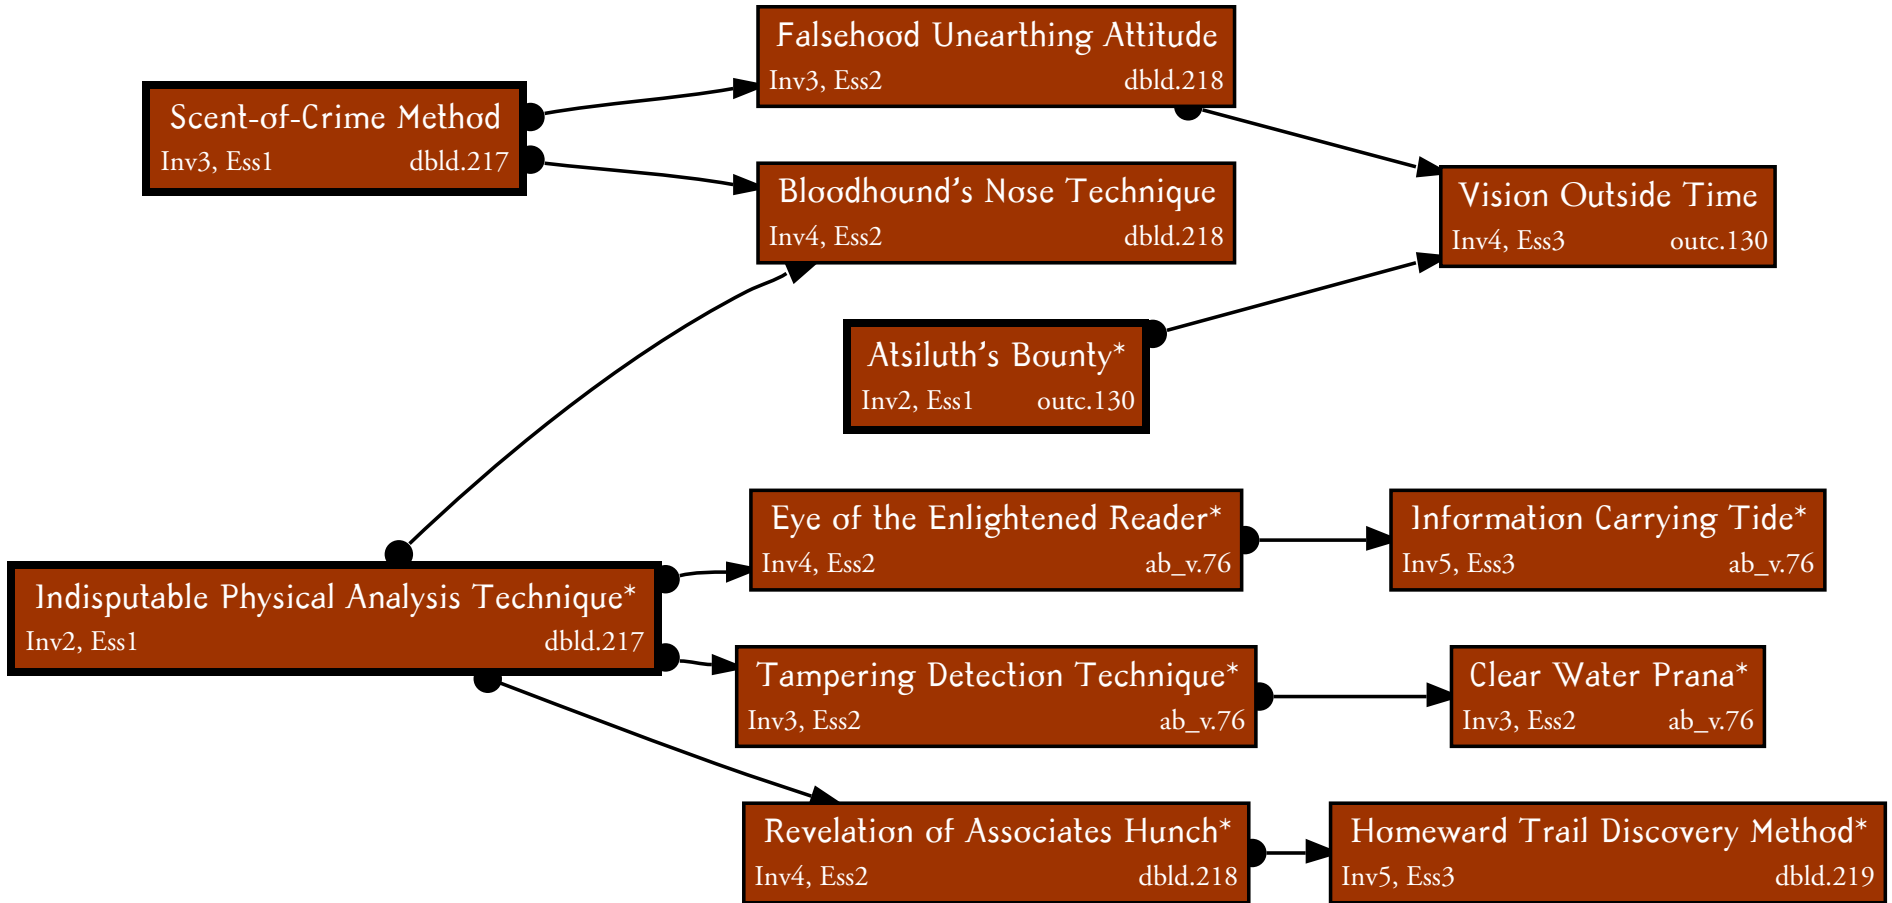 Falsehood Unearthing Attitude
Inv3, Ess2 dbld.218
Scent-of-Crime Method
Inv3, Ess1 dbld.217
Bloodhound's Nose Technique
Inv4, Ess2 dbld.218
Vision Outside Time
Inv4, Ess3 outc.130
Atsiluth's Bounty*
Inv2, Ess1 outc.130
Eye of the Enlightened Reader*
Inv4, Ess2 ab_v.76
Information Carrying Tide*
Inv5, Ess3 ab_v.76
Indisputable Physical Analysis Technique*
Inv2, Ess1 dbld.217
Tampering Detection Technique*
Inv3, Ess2 ab_v.76
Clear Water Prana*
Inv3, Ess2 ab_v.76
Revelation of Associates Hunch*
Inv4, Ess2 dbld.218
Homeward Trail Discovery Method*
Inv5, Ess3 dbld.219